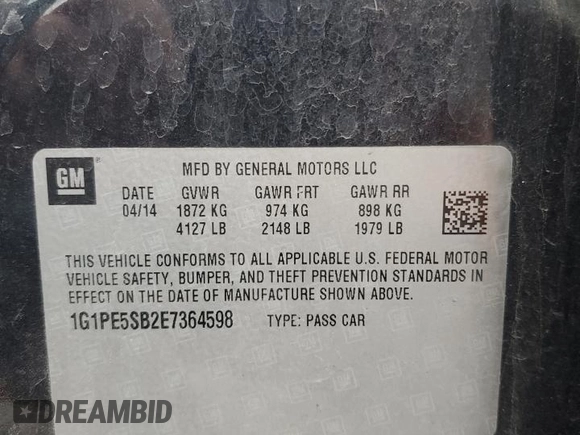 GM
MFD BY GENERAL MOTORS LLC
DATE GVWR GAWR FRT GAWR RR
04/14 1872 KG 974 KG 898 KG
4127 LB 2148 LB 1979 LB
THIS VEHICLE CONFORMS TO ALL APPLICABLE U.S. FEDERAL MOTOR
VEHICLE SAFETY, BUMPER, AND THEFT PREVENTION STANDARDS IN
EFFECT ON THE DATE OF MANUFACTURE SHOWN ABOVE.
1G1PE5SB2E7364598 TYPE: PASS CAR
DREAMBID